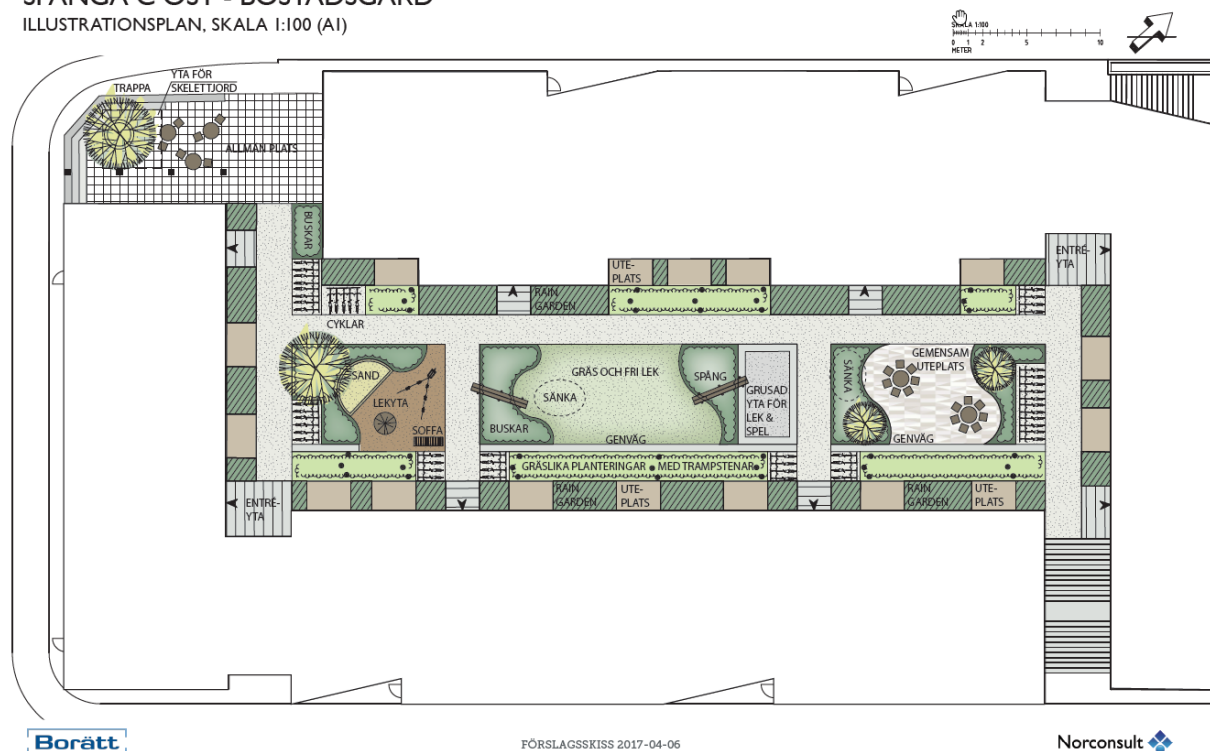 SPÅNGA C ÖST - BOSTADSGÅRD
ILLUSTRATIONSPLAN, SKALA 1:100 (A1)
SKALA 1:100
0 1 2 5 10
METER
YTA FÖR
SKELETTJORD
TRAPPA
ALLMÄN PLATS
BUSKAR
ENTRÉ-
YTA
UTE-
PLATS
RAIN
GARDEN
CYKLAR
SAND
LEKYTA
SOFFA
GRÄS OCH FRI LEK
SÄNKA
BUSKAR
SPÅNG
GENVÄG
GRUSAD
YTA FÖR
LEK &
SPEL
SÄNKA
GEMENSAM
UTEPLATS
GENVÄG
GRÄSLIKA PLANTERINGAR MED TRAMPSTENAR
ENTRÉ-
YTA
RAIN
GARDEN
UTE-
PLATS
RAIN
GARDEN
UTE-
PLATS
Borätt
FÖRSLAGSSKISS 2017-04-06
Norconsult